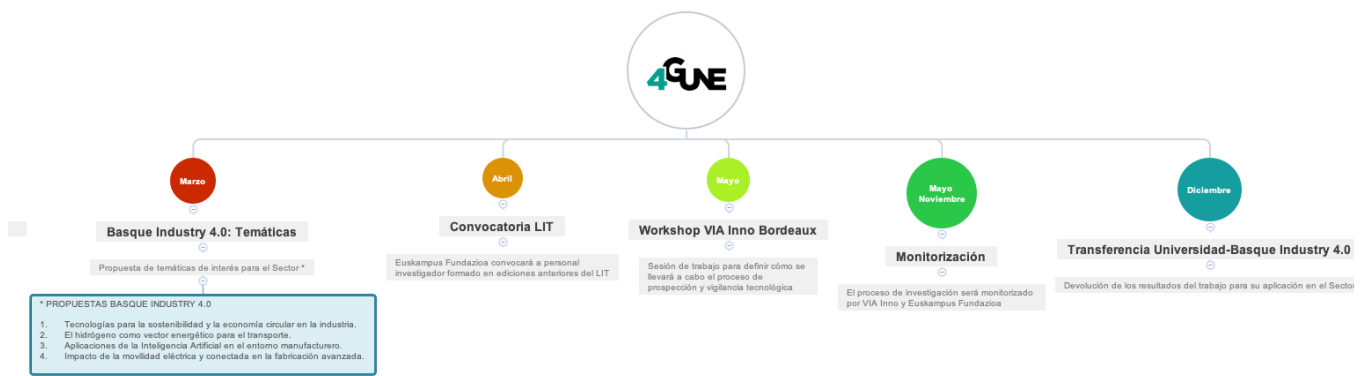 4GUNE
Marzo
Basque Industry 4.0: Temáticas
Propuesta de temáticas de interés para el Sector *
* PROPUESTAS BASQUE INDUSTRY 4.0
1. Tecnologías para la sostenibilidad y la economía circular en la industria.
2. El hidrógeno como vector energético para el transporte.
3. Aplicaciones de la Inteligencia Artificial en el entorno manufacturero.
4. Impacto de la movilidad eléctrica y conectada en la fabricación avanzada.
Abril
Convocatoria LIT
Euskampus Fundazioa convocará a personal
investigador formado en ediciones anteriores del LIT
Mayo
Workshop VIA Inno Bordeaux
Sesión de trabajo para definir cómo se
llevará a cabo el proceso de
prospección y vigilancia tecnológica
Mayo
Noviembre
Monitorización
El proceso de investigación será monitorizado
por VIA Inno y Euskampus Fundazioa
Diciembre
Transferencia Universidad-Basque Industry 4.0
Devolución de los resultados del trabajo para su aplicación en el Sector